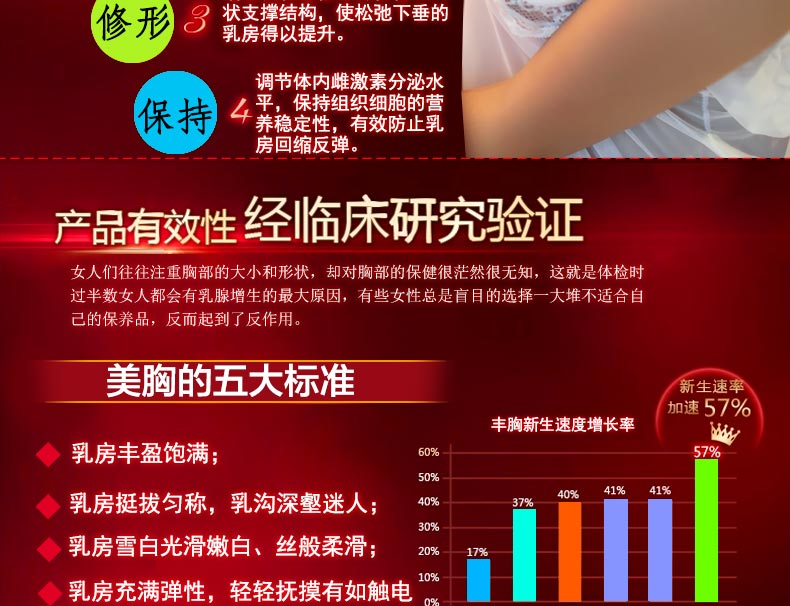 修形 3
状支撑结构，使松弛下垂的
乳房得以提升。
保持 4
调节体内雌激素分泌水
平，保持组织细胞的营
养稳定性，有效防止乳
房回缩反弹。
产品有效性 经临床研究验证
女人们往往注重胸部的大小和形状，却对胸部的保健很茫然很无知，这就是体检时
过半数女人都会有乳腺增生的最大原因，有些女性总是盲目的选择一大堆不适合自
己的保养品，反而起到了反作用。
美胸的五大标准
乳房丰盈饱满；
乳房挺拔匀称，乳沟深壑迷人；
乳房雪白光滑嫩白、丝般柔滑；
乳房充满弹性，轻轻抚摸有如触电
新生速率
加速 57%
丰胸新生速度增长率
60%
50%
40%
30%
20%
10%
0%
17%
37%
40%
41%
41%
57%